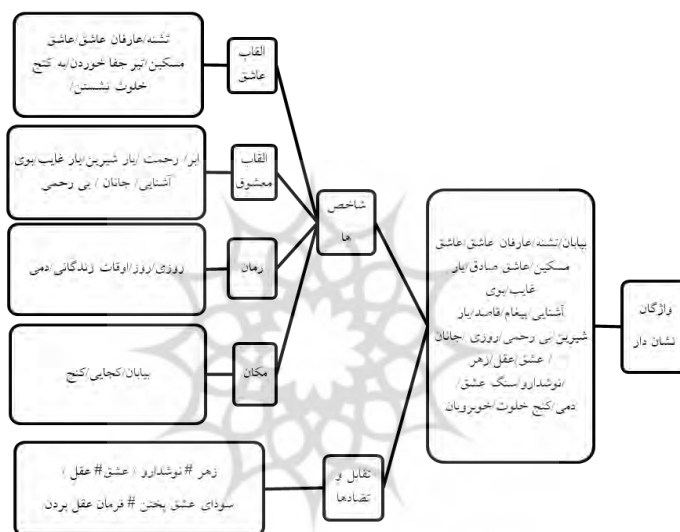 واژگان
نشان دار
بیابان/تشنه/عارفان عاشق/عاشق
مسکین/عاشق صادق/یار
غایب/بوی
آشنایی/پیغام/قاصد/یار
شیرین/بی رحمی/روزی /جانان
/ عشق/عقل/زهر
/نوشدارو/سنگ عشق/
دمی/کنج خلوت/خوبرویان
شاخص
ها
القاب
عاشق
تشنه/عارفان عاشق/عاشق
مسکین/تیر جفا خوردن/به کنج
خلوت نشستن/
القاب
معشوق
ابر/ رحمت /یار شیرین/یار غایب/بوی
آشنایی/ جانان / بی رحمی
زمان
روزی/روز/اوقات زندگانی/دمی
مکان
بیابان/کجایی/کنج
تقابل و
تضادها
زهر # نوشدارو ( عشق# عقل )
سودای عشق پختن # فرمان عقل بردن